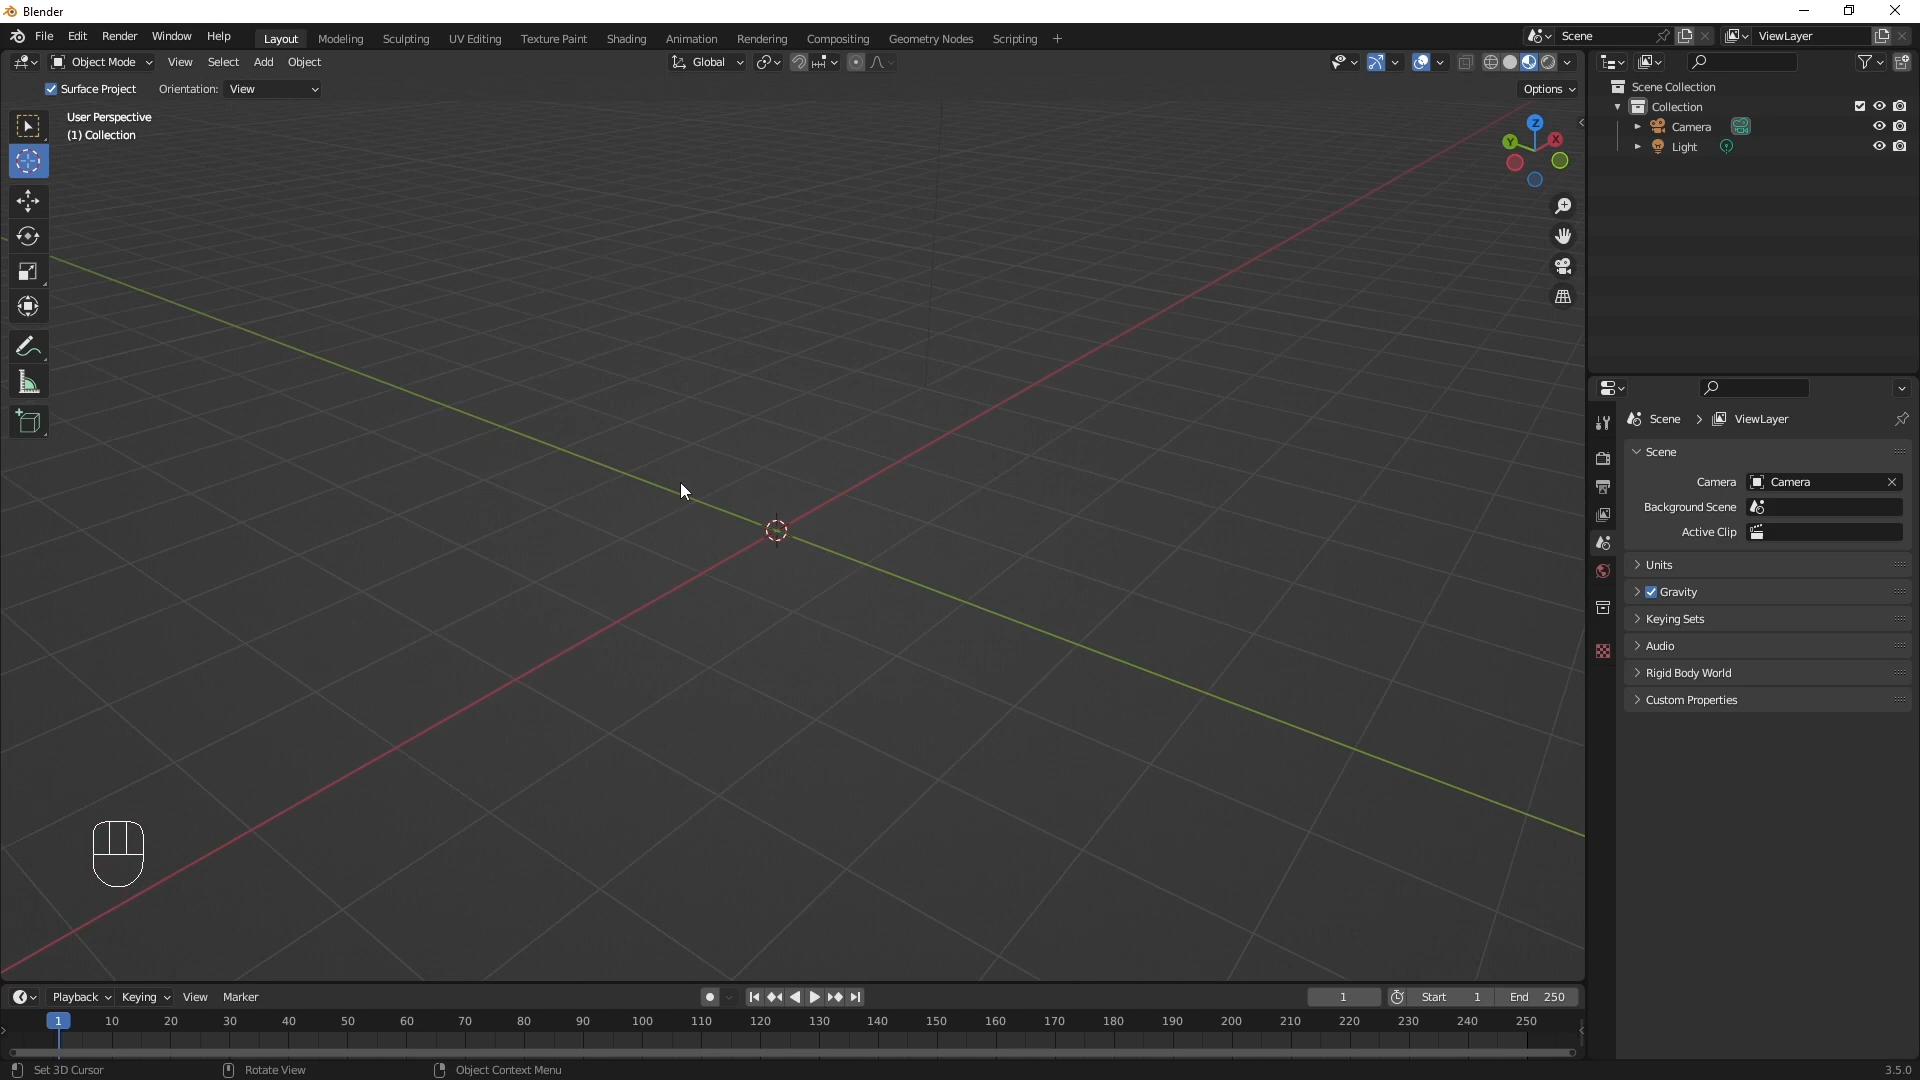 Blender
File Edit Render Window Help Layout Modeling Sculpting UV Editing Texture Paint Shading Animation Rendering Compositing Geometry Nodes Scripting + Scene ViewLayer
Object Mode View Select Add Object Global
Surface Project Orientation: View Options
User Perspective
(1) Collection
Z
Y X
Scene Collection
Collection
Camera
Light
Scene > ViewLayer
Scene
Camera Camera
Background Scene
Active Clip
Units
Gravity
Keying Sets
Audio
Rigid Body World
Custom Properties
Playback Keying View Marker 1 Start 1 End 250
1 10 20 30 40 50 60 70 80 90 100 110 120 130 140 150 160 170 180 190 200 210 220 230 240 250
Set 3D Cursor Rotate View Object Context Menu 3.5.0